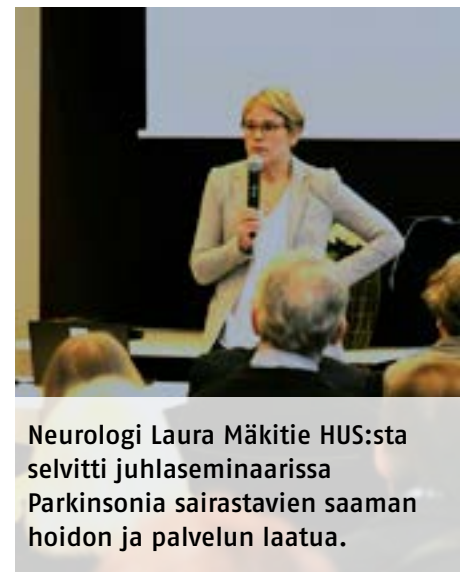 Neurologi Laura Mäkitie HUS:sta
selvitti juhlaseminaarissa
Parkinsonia sairastavien saaman
hoidon ja palvelun laatua.